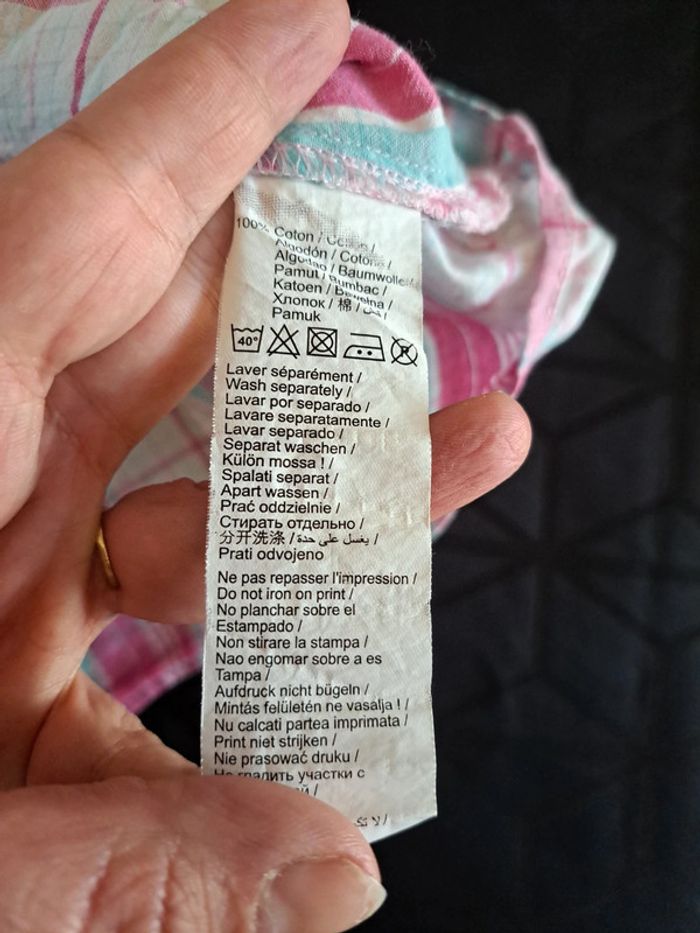 100% Coton /
Algodón / Cotone /
Algodao / Baumwolle /
Pamut / Bumbac /
Katoen / Bawełna /
Хлопок / 棉 /
Pamuk
40°
P
Laver séparément /
Wash separately /
Lavar por separado /
Lavare separatamente /
Lavar separado /
Separat waschen /
Külön mossa ! /
Spalati separat /
Apart wassen /
Prać oddzielnie /
Стирать отдельно /
分开洗涤 / يغسل على حدة /
Prati odvojeno
Ne pas repasser l'impression /
Do not iron on print /
No planchar sobre el
Estampado /
Non stirare la stampa /
Nao engomar sobre a es
Tampa /
Aufdruck nicht bügeln /
Mintás felületén ne vasalja ! /
Nu calcati partea imprimata /
Print niet strijken /
Nie prasować druku /
участки с